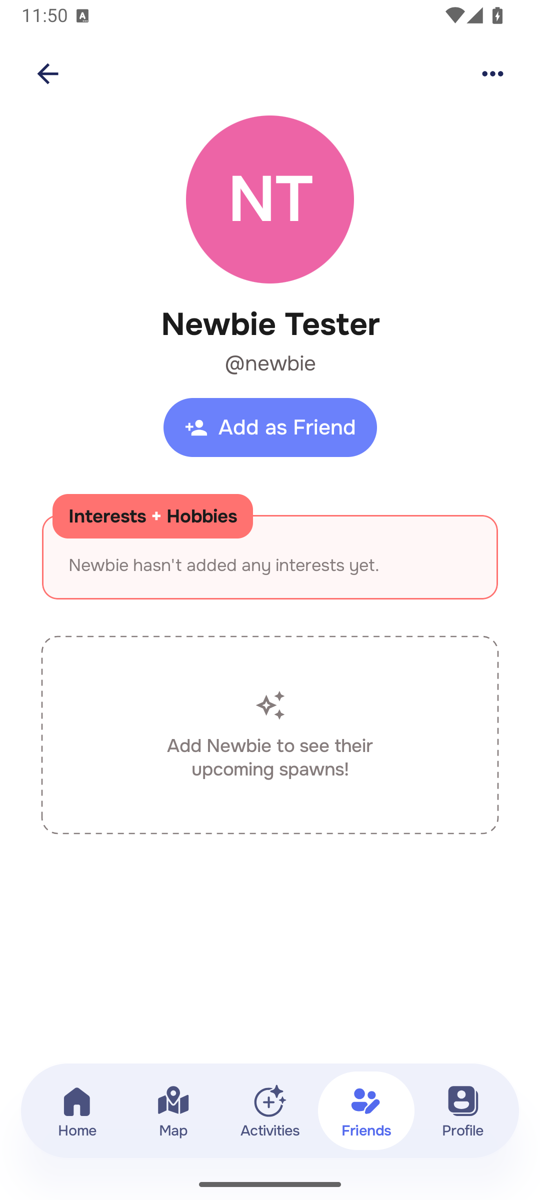 11:50
A
NT
Newbie Tester
@newbie
Add as Friend
Interests + Hobbies
Newbie hasn't added any interests yet.
Add Newbie to see their
upcoming spawns!
Home
Map
Activities
Friends
Profile